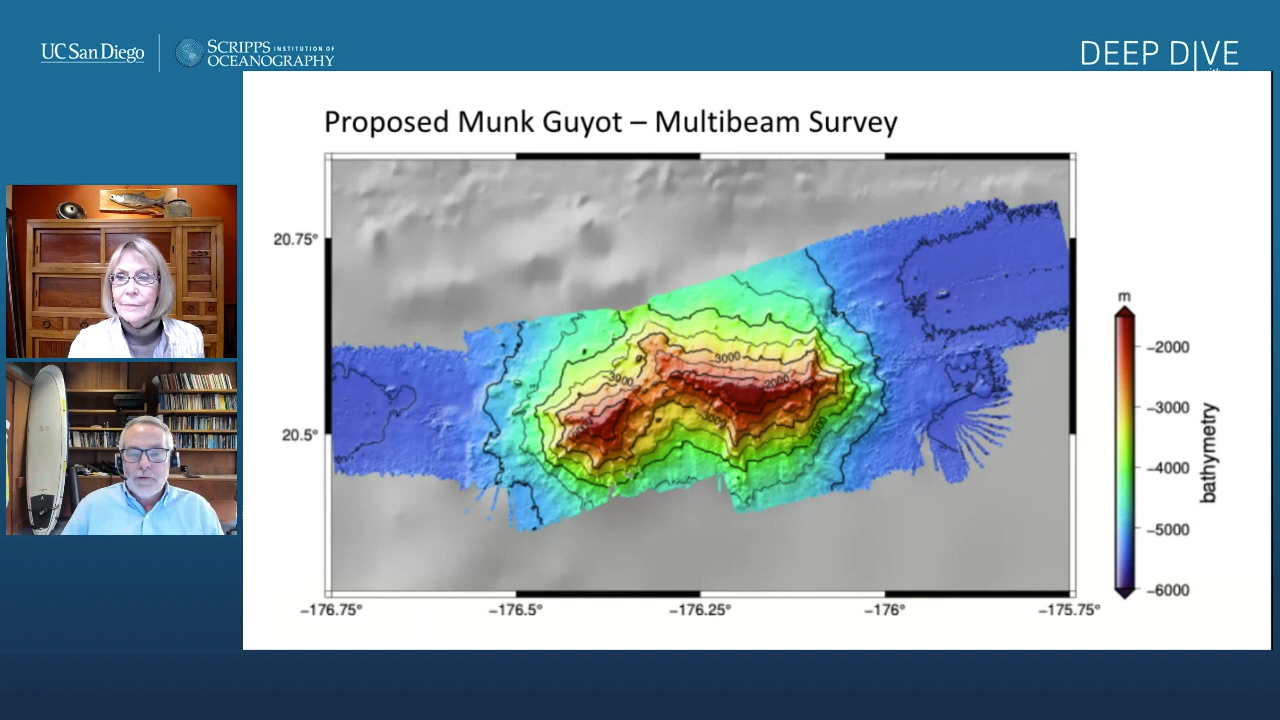 UC San Diego
SCRIPPS INSTITUTION OF
OCEANOGRAPHY
DEEP DIVE
Proposed Munk Guyot – Multibeam Survey
20.75°
20.5°
−3000
−3000
−2000
−3000
−176.75°
−176.5°
−176.25°
−176°
−175.75°
m
−2000
−3000
−4000
−5000
−6000
bathymetry